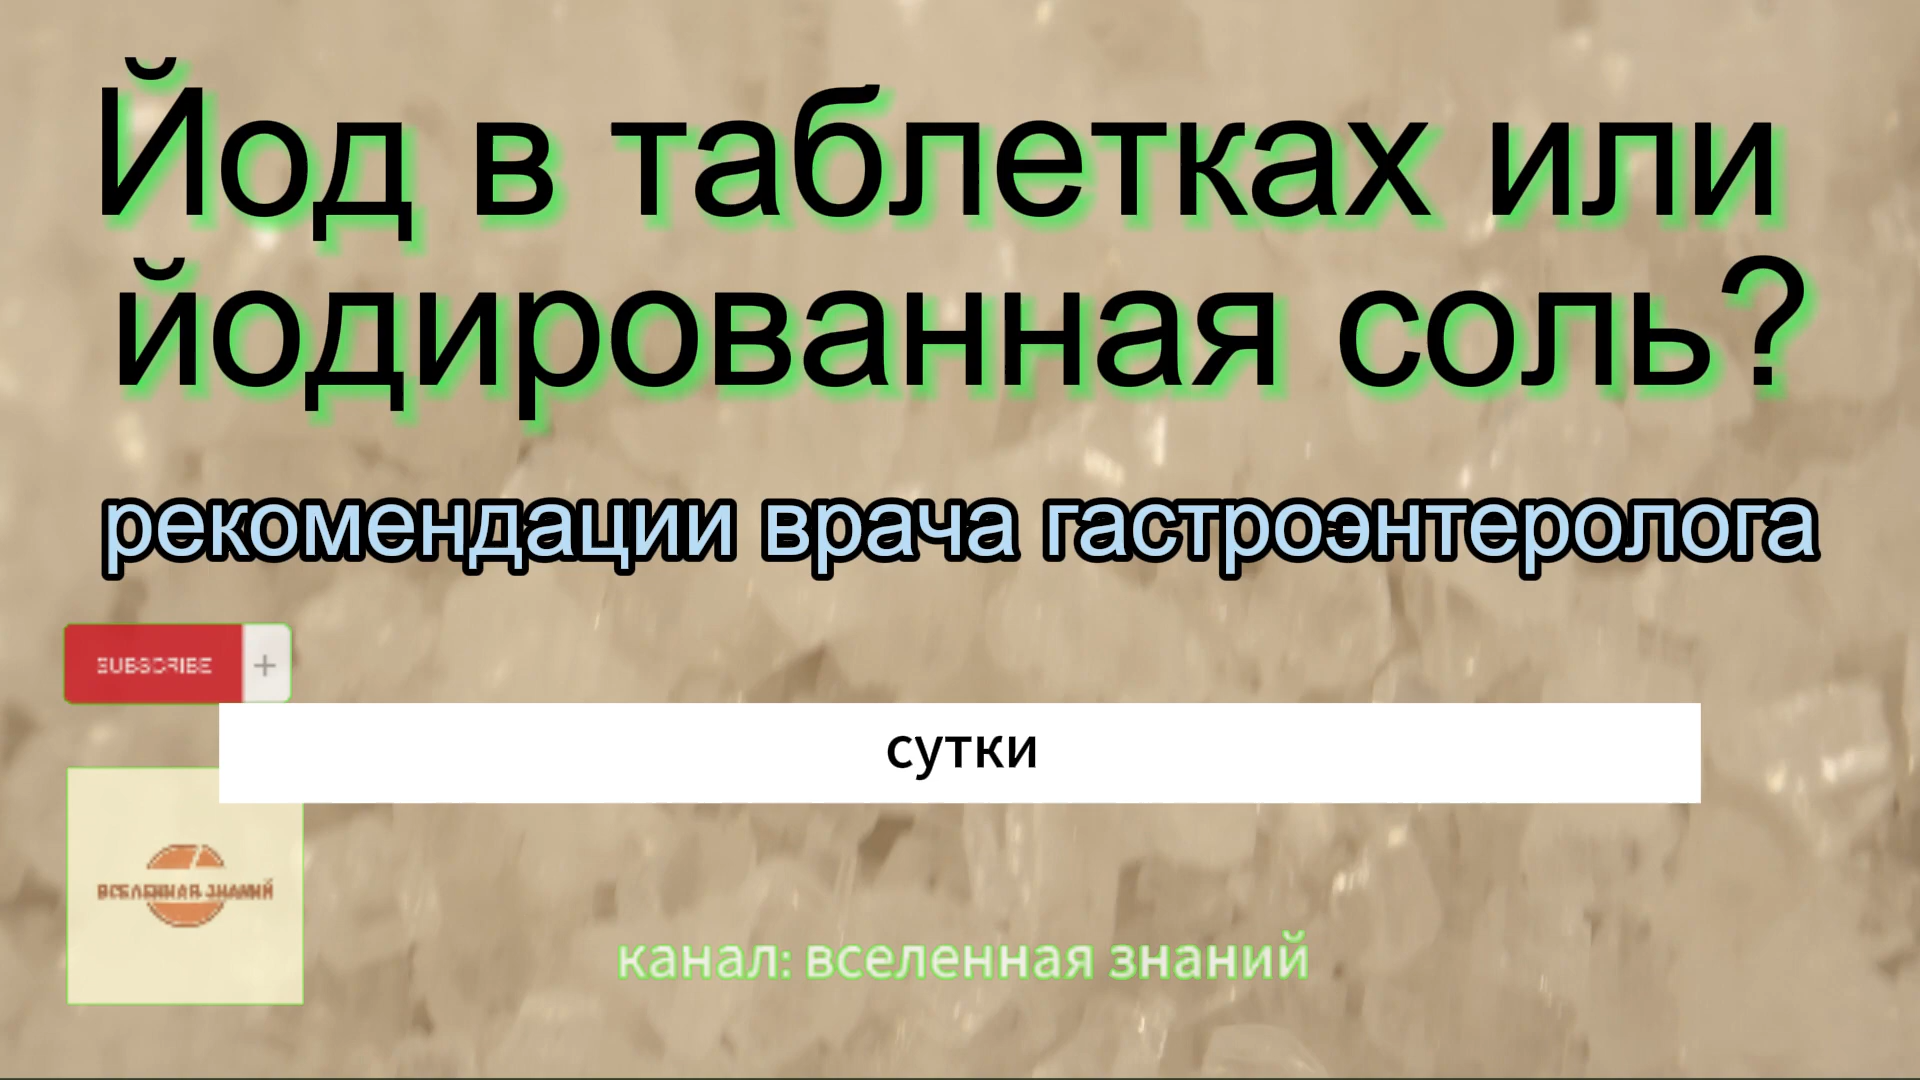 Йод в таблетках или
йодированная соль?
рекомендации врача гастроэнтеролога
SUBSCRIBE +
сутки
ВСЕЛЕННАЯ ЗНАНИЙ
канал: вселенная знаний